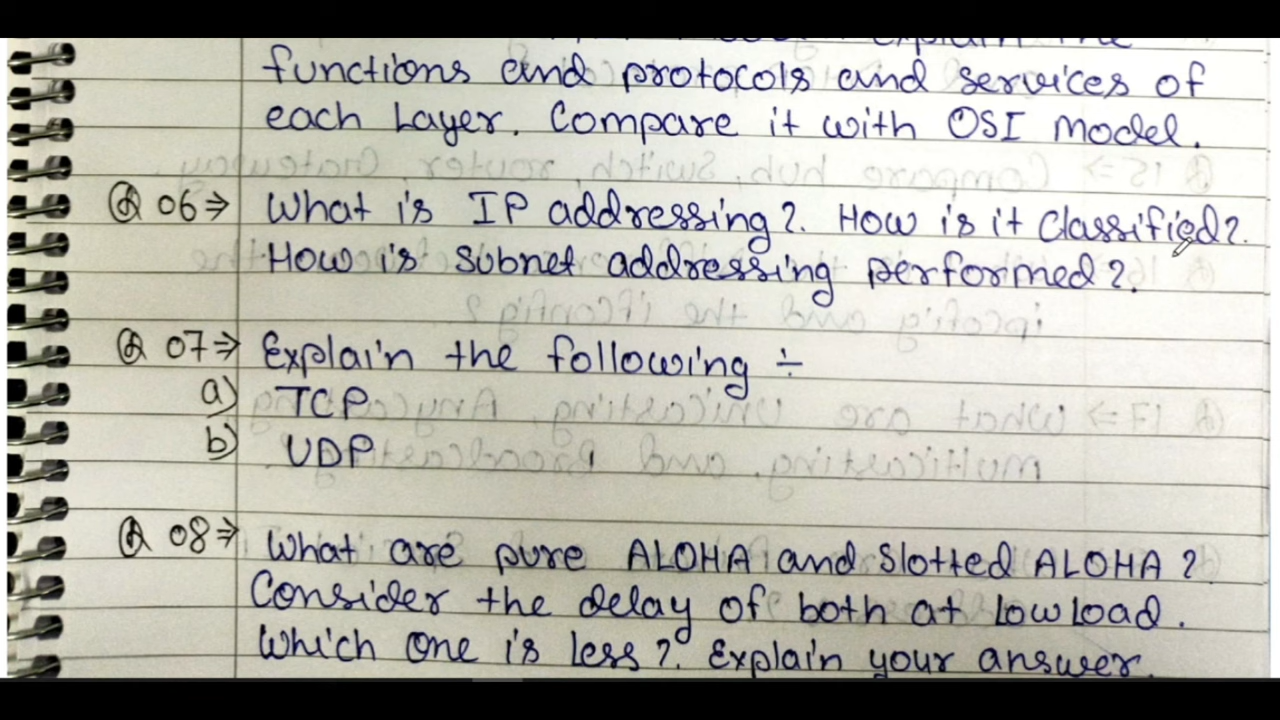 explain the
functions and protocols and services of
each Layer. Compare it with OSI Model.
Q 06⇒ What is IP addressing?. How is it Classified?.
How is subnet addressing performed?.
Q 07⇒ Explain the following ÷
a) TCP
b) UDP
Q 08⇒ What are pure ALOHA and Slotted ALOHA?
Consider the delay of both at Low load.
Which one is Less?. Explain your answer.